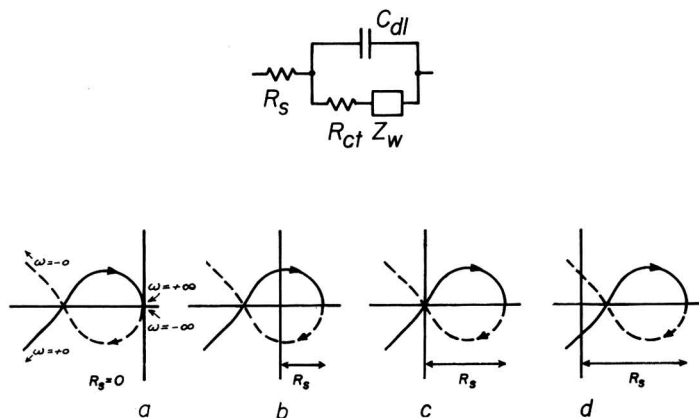 C_dl
R_s
R_ct Z_w
ω=-0
ω=+∞
ω=-∞
ω=+0
R_s=0
R_s
R_s
R_s
a b c d